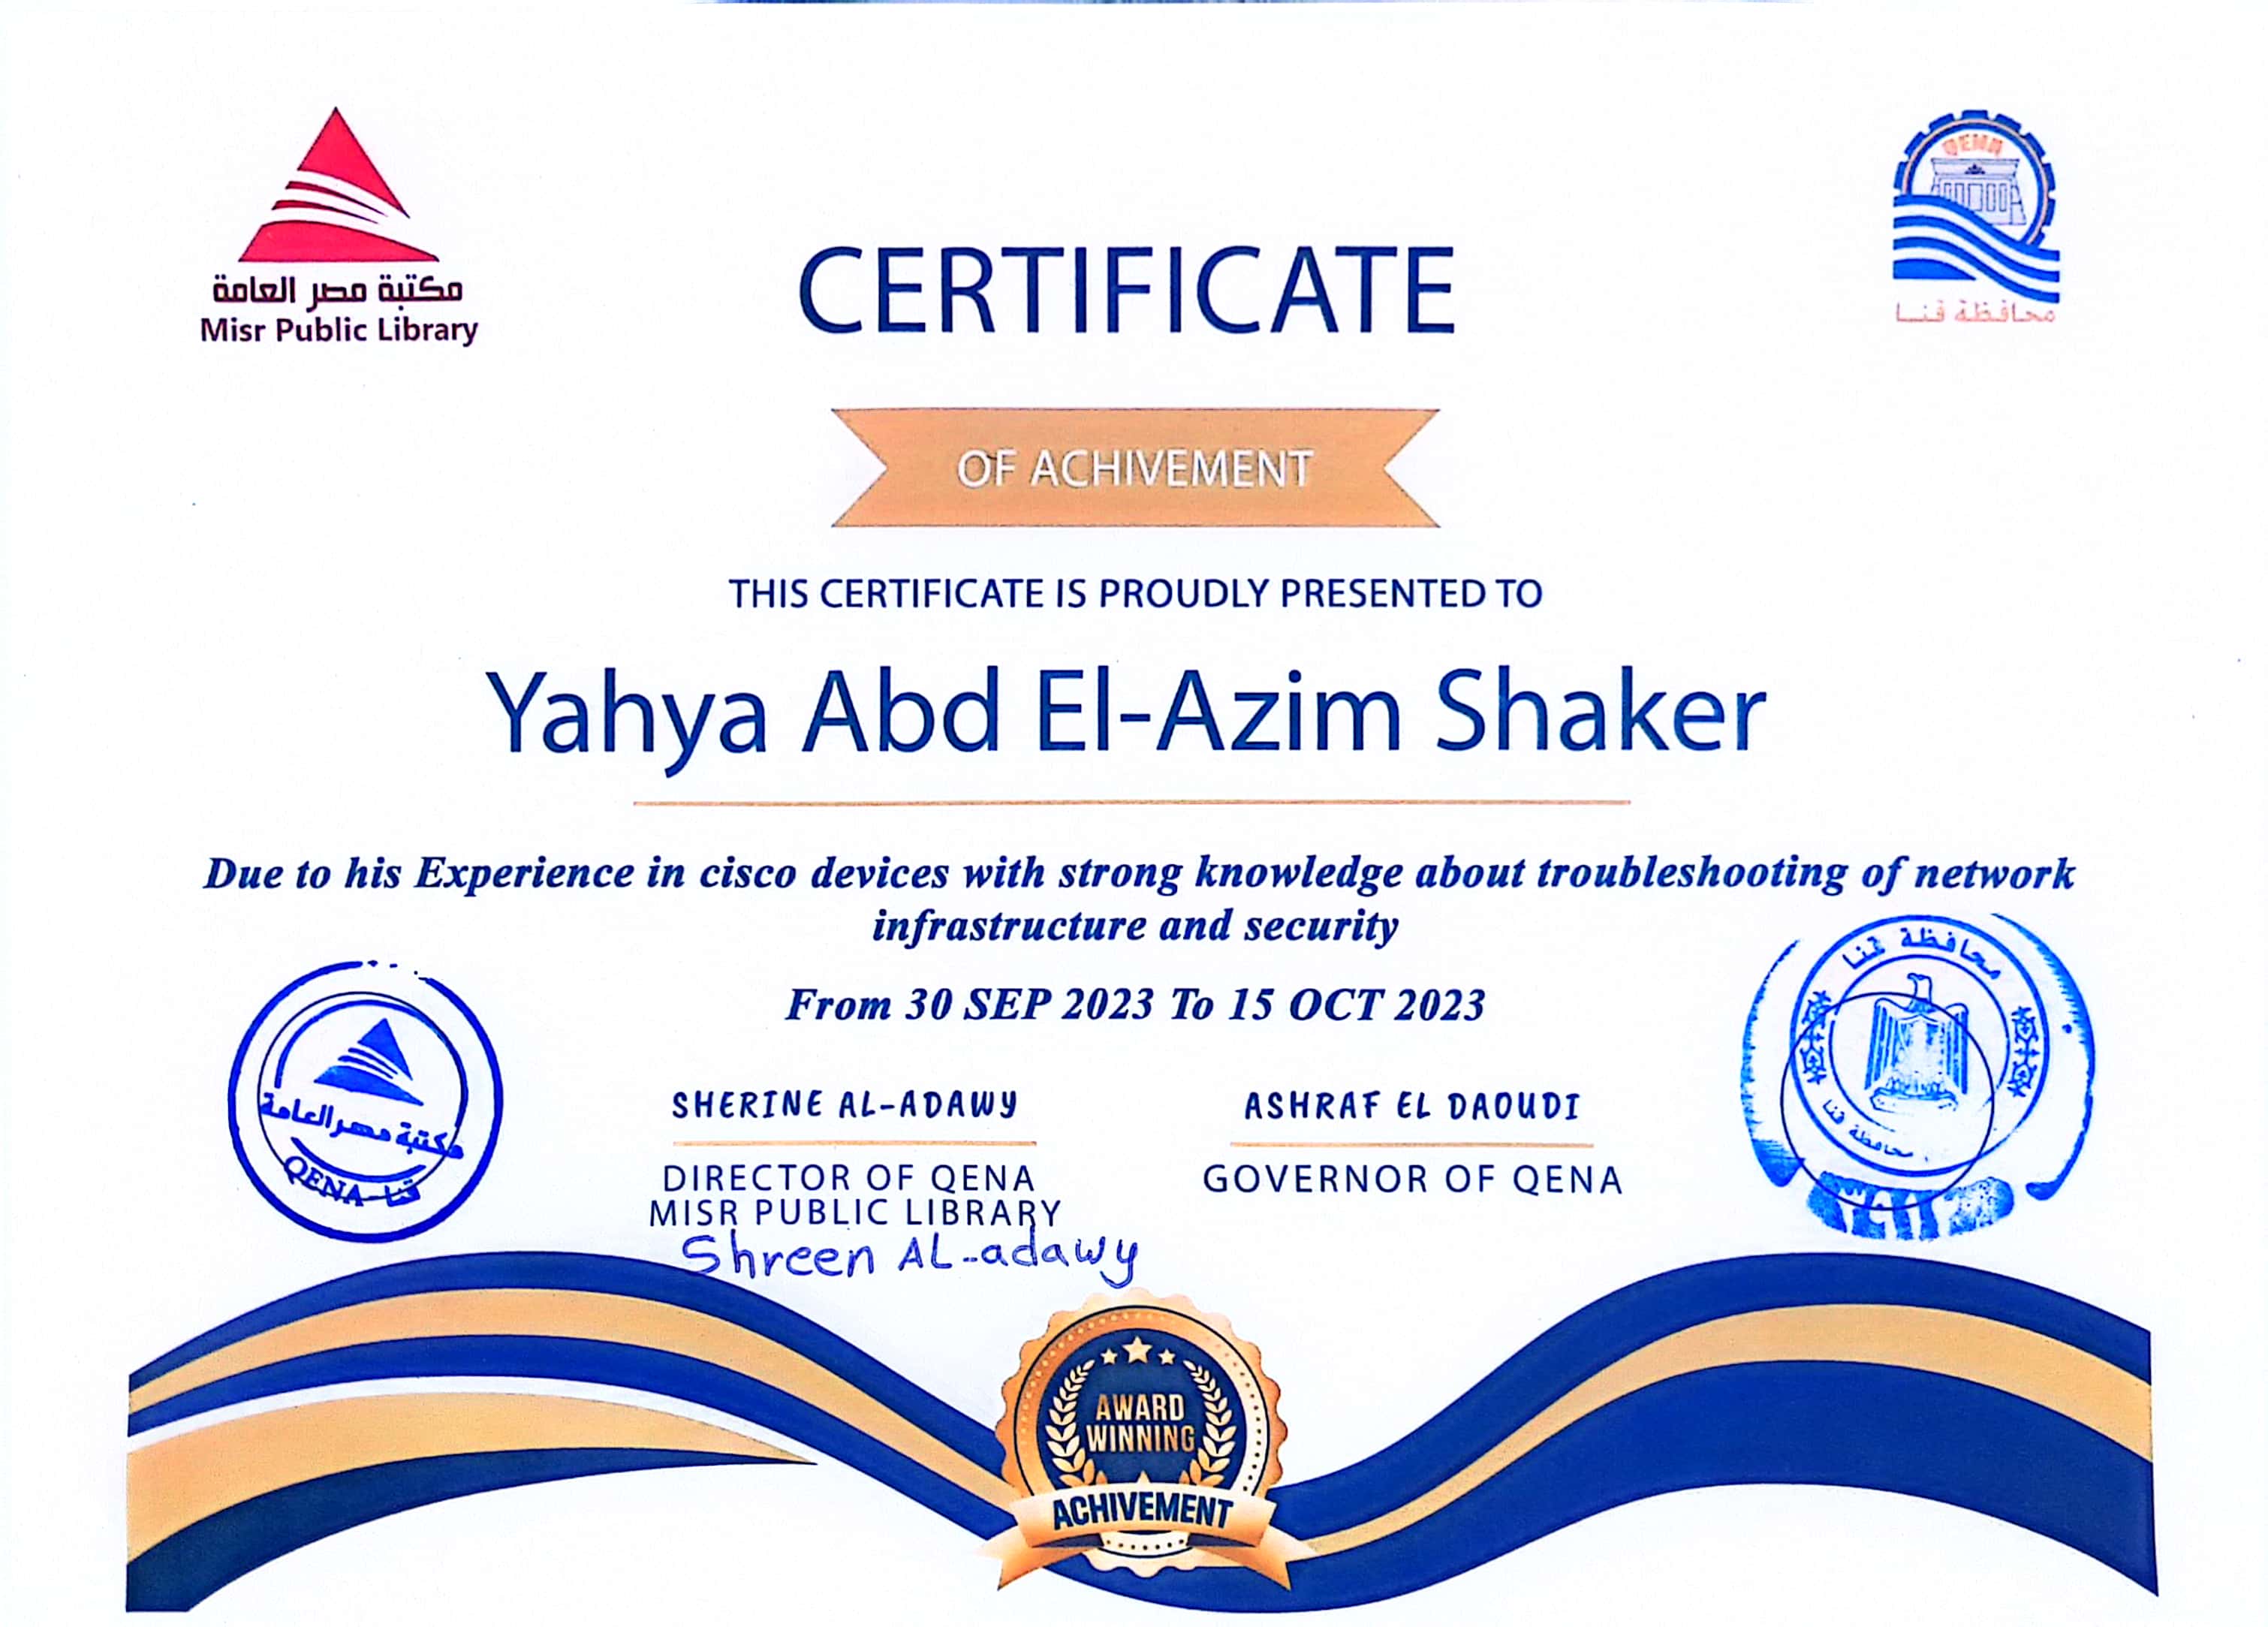 مكتبة مصر العامة
Misr Public Library
QENA
محافظة قنا
CERTIFICATE
OF ACHIVEMENT
THIS CERTIFICATE IS PROUDLY PRESENTED TO
Yahya Abd El-Azim Shaker
Due to his Experience in cisco devices with strong knowledge about troubleshooting of network
infrastructure and security
From 30 SEP 2023 To 15 OCT 2023
مكتبة مصر العامة
QENA - قنا
SHERINE AL-ADAWY
DIRECTOR OF QENA
MISR PUBLIC LIBRARY
Shreen AL-adawy
ASHRAF EL DAOUDI
GOVERNOR OF QENA
محافظة قنا
محافظة قنا
AWARD
WINNING
ACHIVEMENT